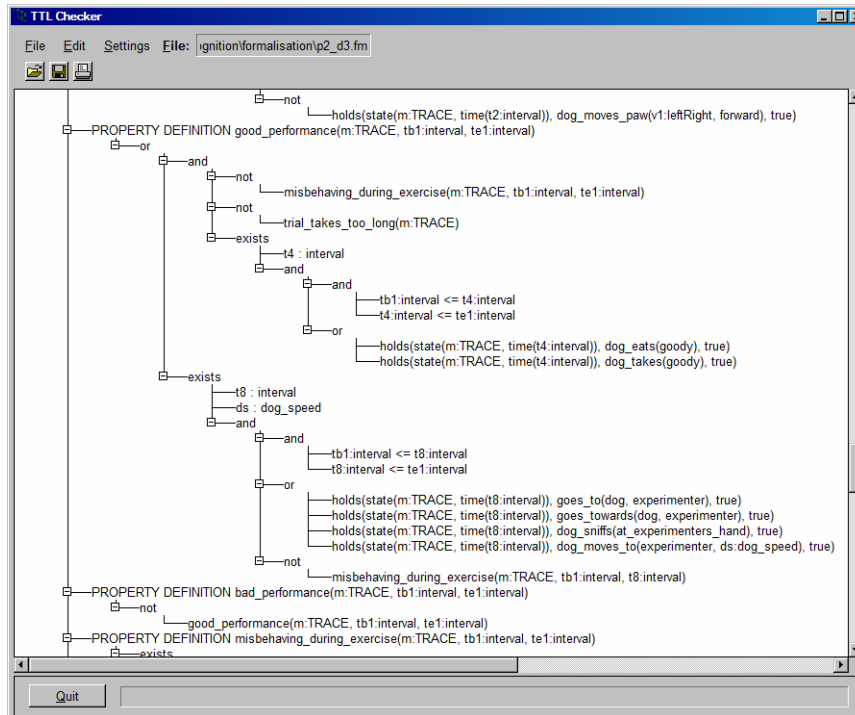 TTL Checker
File Edit Settings File: ignition\formalisation\p2_d3.fm
not
holds(state(m:TRACE, time(t2:interval)), dog_moves_paw(v1:leftRight, forward), true)
PROPERTY DEFINITION good_performance(m:TRACE, tb1:interval, te1:interval)
or
and
not
misbehaving_during_exercise(m:TRACE, tb1:interval, te1:interval)
not
trial_takes_too_long(m:TRACE)
exists
t4 : interval
and
and
tb1:interval <= t4:interval
t4:interval <= te1:interval
or
holds(state(m:TRACE, time(t4:interval)), dog_eats(goody), true)
holds(state(m:TRACE, time(t4:interval)), dog_takes(goody), true)
exists
t8 : interval
ds : dog_speed
and
and
tb1:interval <= t8:interval
t8:interval <= te1:interval
or
holds(state(m:TRACE, time(t8:interval)), goes_to(dog, experimenter), true)
holds(state(m:TRACE, time(t8:interval)), goes_towards(dog, experimenter), true)
holds(state(m:TRACE, time(t8:interval)), dog_sniffs(at_experimenters_hand), true)
holds(state(m:TRACE, time(t8:interval)), dog_moves_to(experimenter, ds:dog_speed), true)
not
misbehaving_during_exercise(m:TRACE, tb1:interval, t8:interval)
PROPERTY DEFINITION bad_performance(m:TRACE, tb1:interval, te1:interval)
not
good_performance(m:TRACE, tb1:interval, te1:interval)
PROPERTY DEFINITION misbehaving_during_exercise(m:TRACE, tb1:interval, te1:interval)
exists
Quit